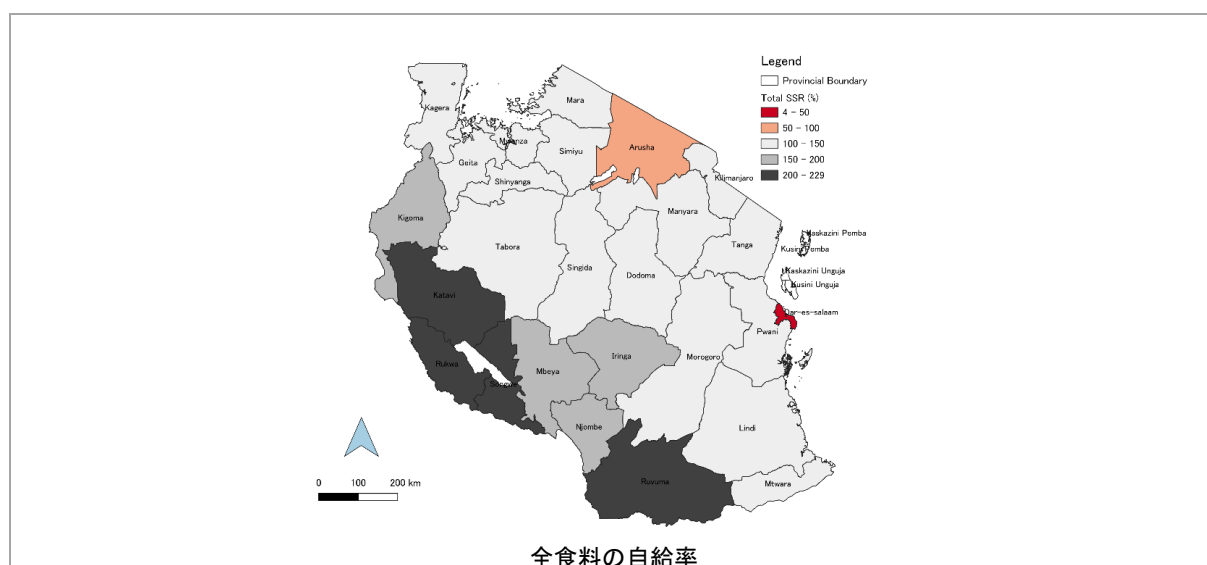 Legend
Provincial Boundary
Total SSR (%)
4 - 50
50 - 100
100 - 150
150 - 200
200 - 229
Kagera
Mara
Mwanza
Simiyu
Arusha
Geita
Shinyanga
Kilimanjaro
Kigoma
Tabora
Singida
Dodoma
Manyara
Tanga
Kaskazini Pemba
Kusini Pemba
Kaskazini Unguja
Kusini Unguja
Katavi
Dar-es-salaam
Pwani
Rukwa
Songwe
Mbeya
Iringa
Morogoro
Njombe
Lindi
Ruvuma
Mtwara
0 100 200 km
全食料の自給率